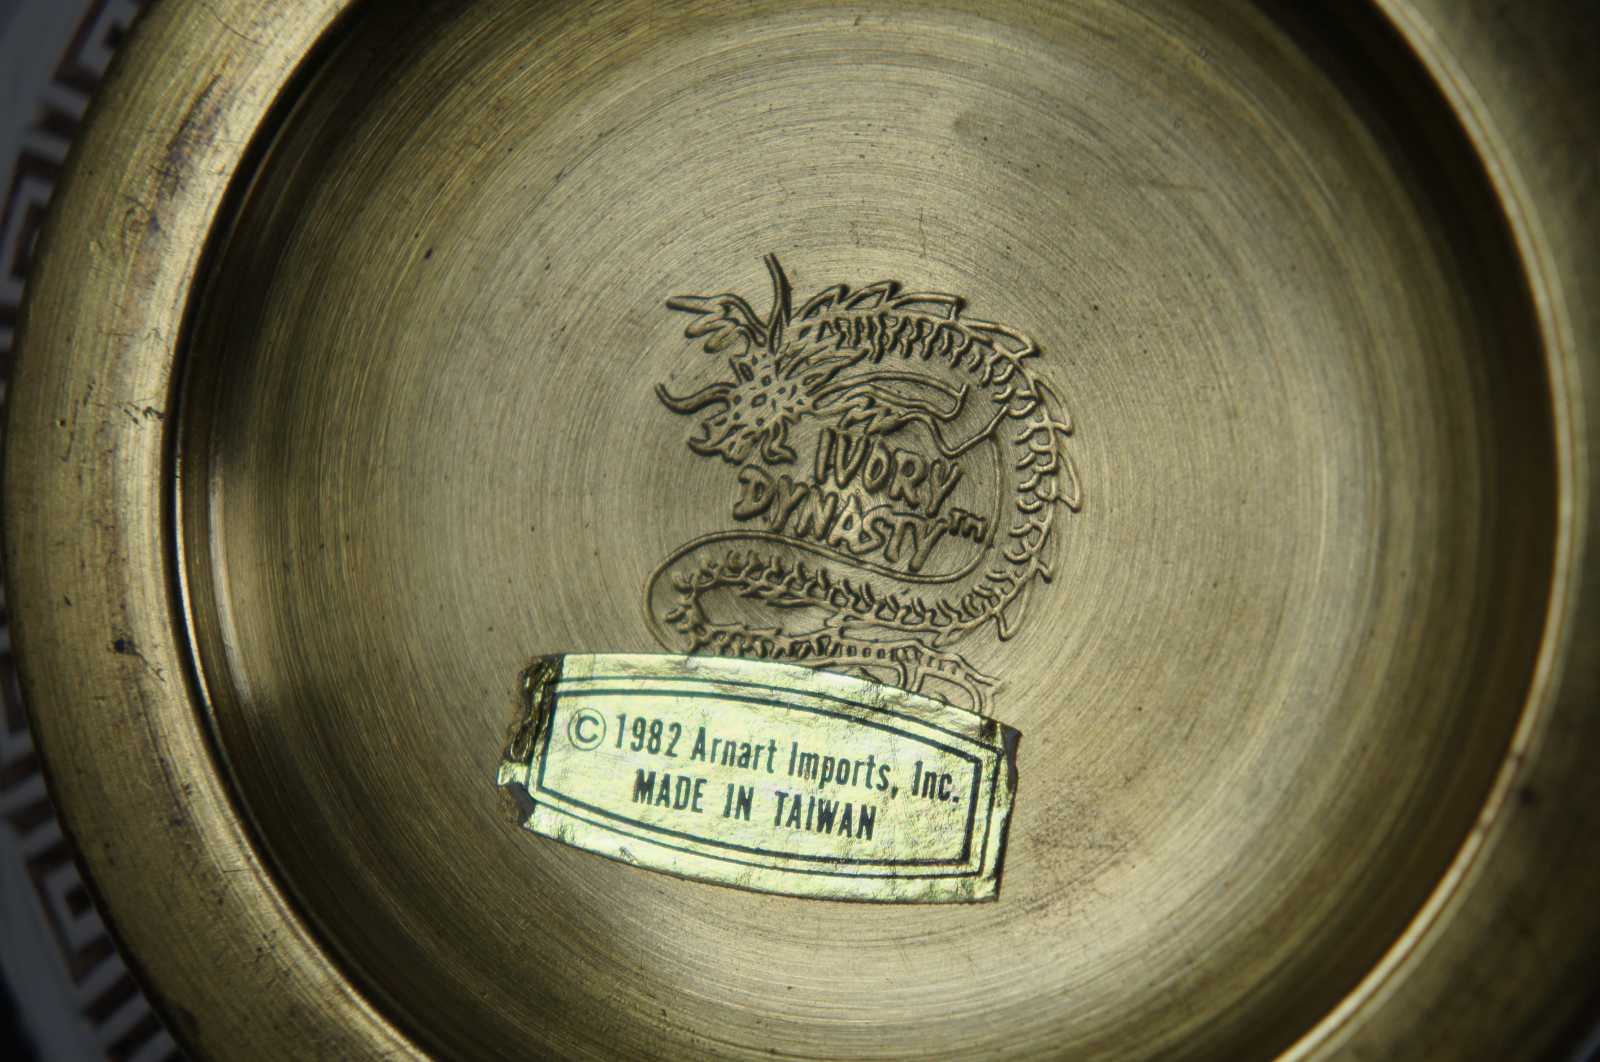 IVORY
DYNASTY™
© 1982 Arnart Imports, Inc.
MADE IN TAIWAN